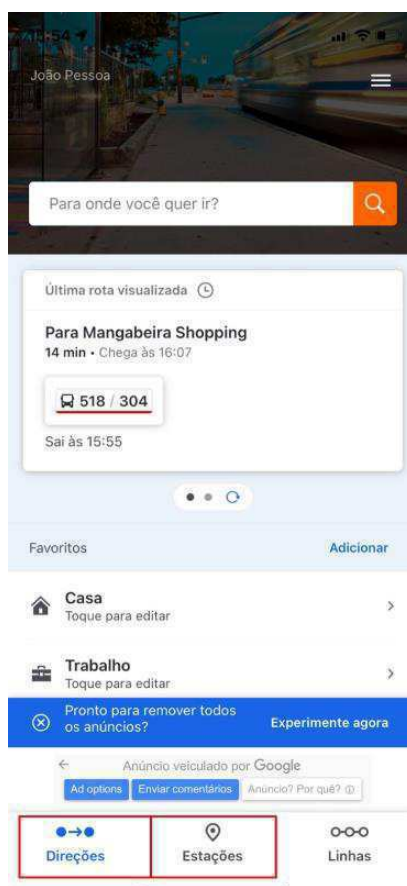 15:54
João Pessoa
Para onde você quer ir?
Última rota visualizada
Para Mangabeira Shopping
14 min • Chega às 16:07
518 / 304
Sai às 15:55
Favoritos
Adicionar
Casa
Toque para editar
Trabalho
Toque para editar
Pronto para remover todos
os anúncios?
Experimente agora
Anúncio veiculado por Google
Ad options
Enviar comentários
Anúncio? Por quê?
Direções
Estações
Linhas